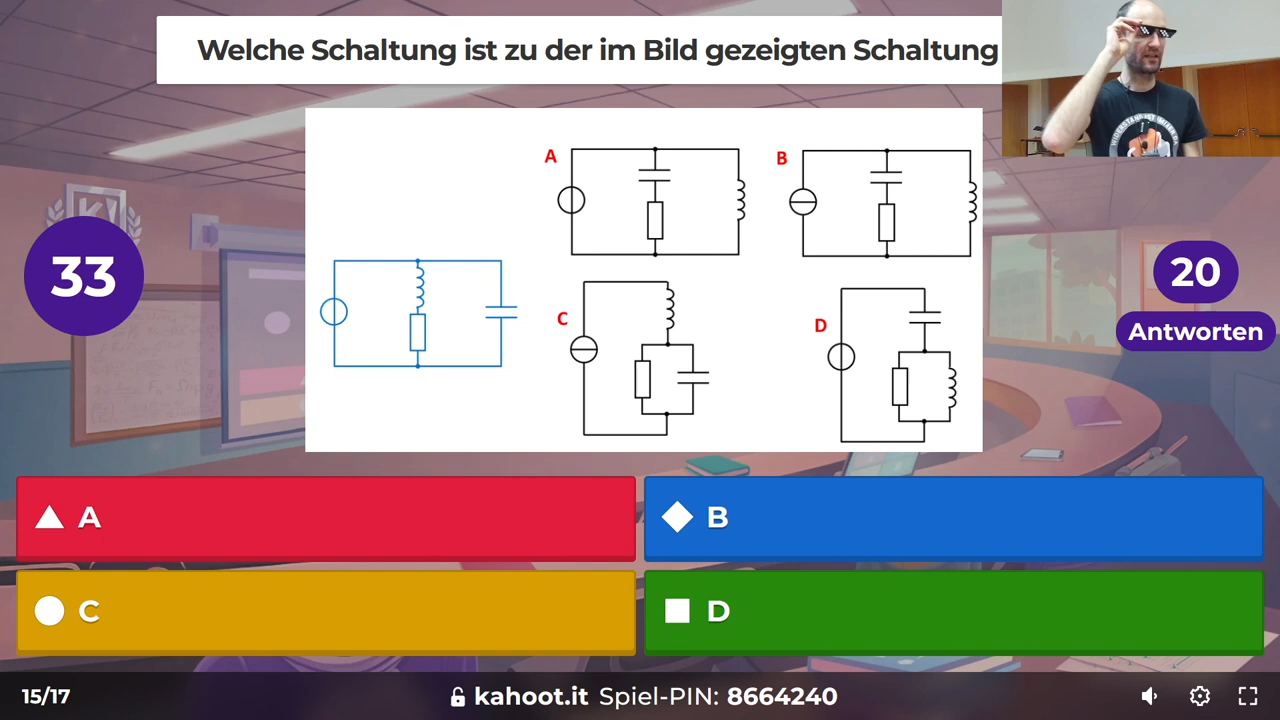 Welche Schaltung ist zu der im Bild gezeigten Schaltung
A
B
C
D
33
20
Antworten
A
B
C
D
15/17
kahoot.it Spiel-PIN: 8664240